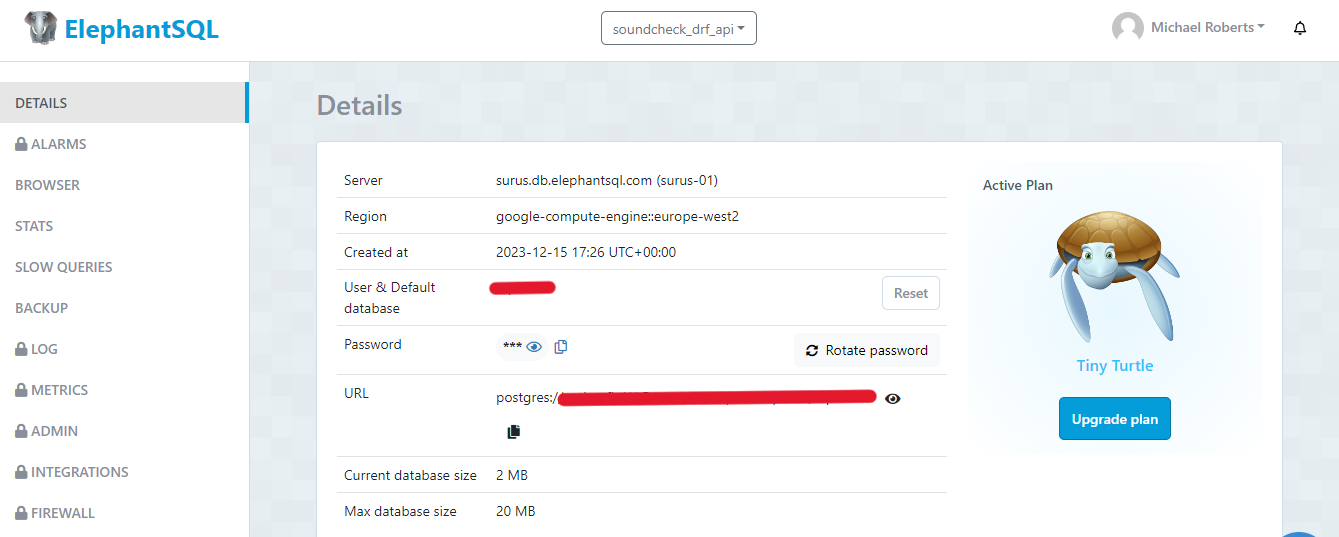 ElephantSQL
soundcheck_drf_api
Michael Roberts
DETAILS
ALARMS
BROWSER
STATS
SLOW QUERIES
BACKUP
LOG
METRICS
ADMIN
INTEGRATIONS
FIREWALL
Details
Server surus.db.elephantsql.com (surus-01)
Region google-compute-engine::europe-west2
Created at 2023-12-15 17:26 UTC+00:00
User & Default
database
Reset
Password *** Rotate password
URL postgres:/
Current database size 2 MB
Max database size 20 MB
Active Plan
Tiny Turtle
Upgrade plan